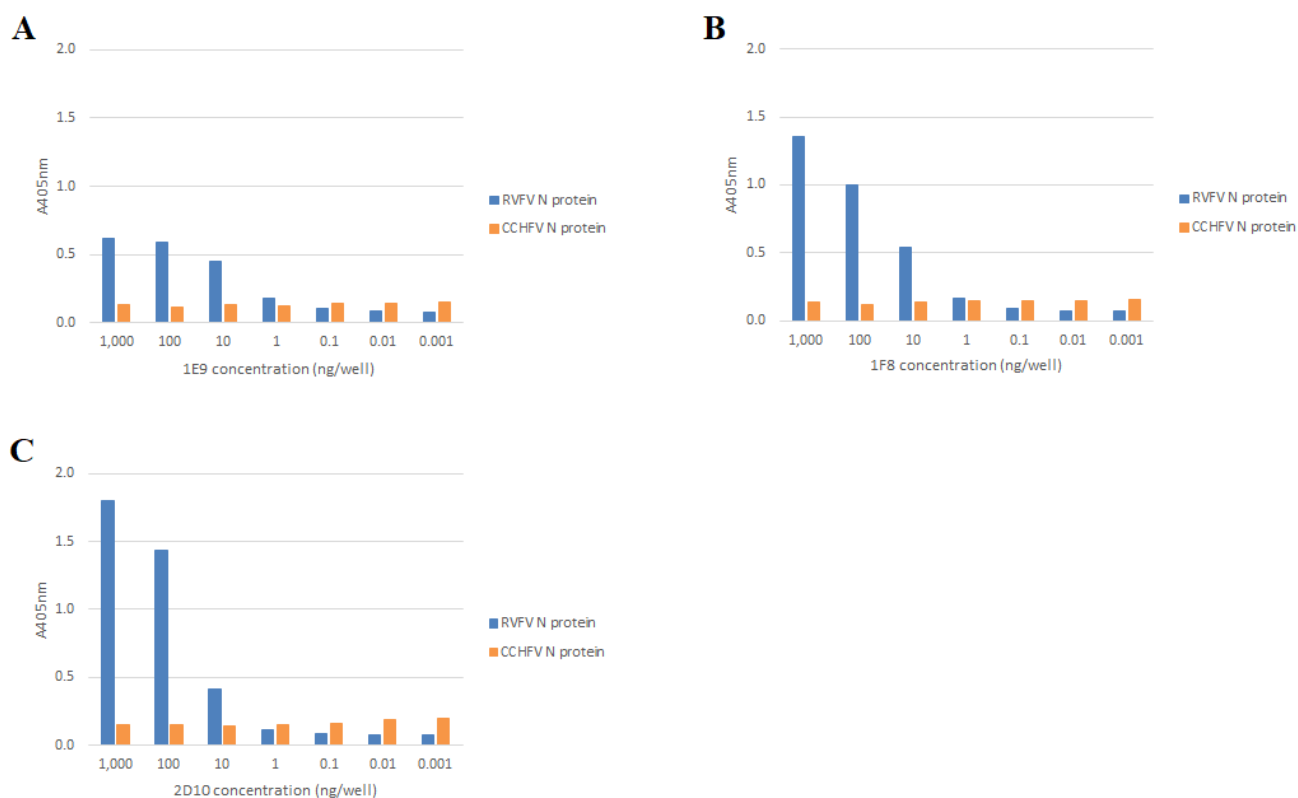 A
2.0
1.5
1.0
0.5
0.0
A405nm
1,000 100 10 1 0.1 0.01 0.001
1E9 concentration (ng/well)
RVFV N protein
CCHFV N protein
B
2.0
1.5
1.0
0.5
0.0
A405nm
1,000 100 10 1 0.1 0.01 0.001
1F8 concentration (ng/well)
RVFV N protein
CCHFV N protein
C
2.0
1.5
1.0
0.5
0.0
A405nm
1,000 100 10 1 0.1 0.01 0.001
2D10 concentration (ng/well)
RVFV N protein
CCHFV N protein